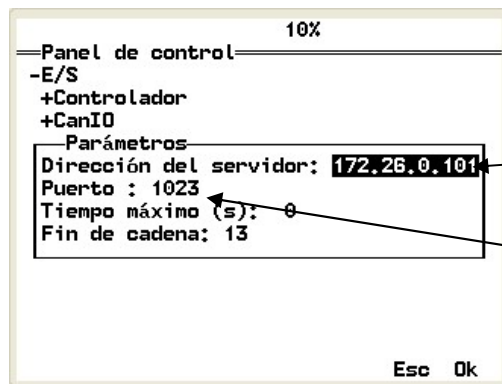 10%
Panel de control
-E/S
+Controlador
+CanIO
Parámetros
Dirección del servidor: 172.26.0.101
Puerto : 1023
Tiempo máximo (s): 0
Fin de cadena: 13
Esc Ok